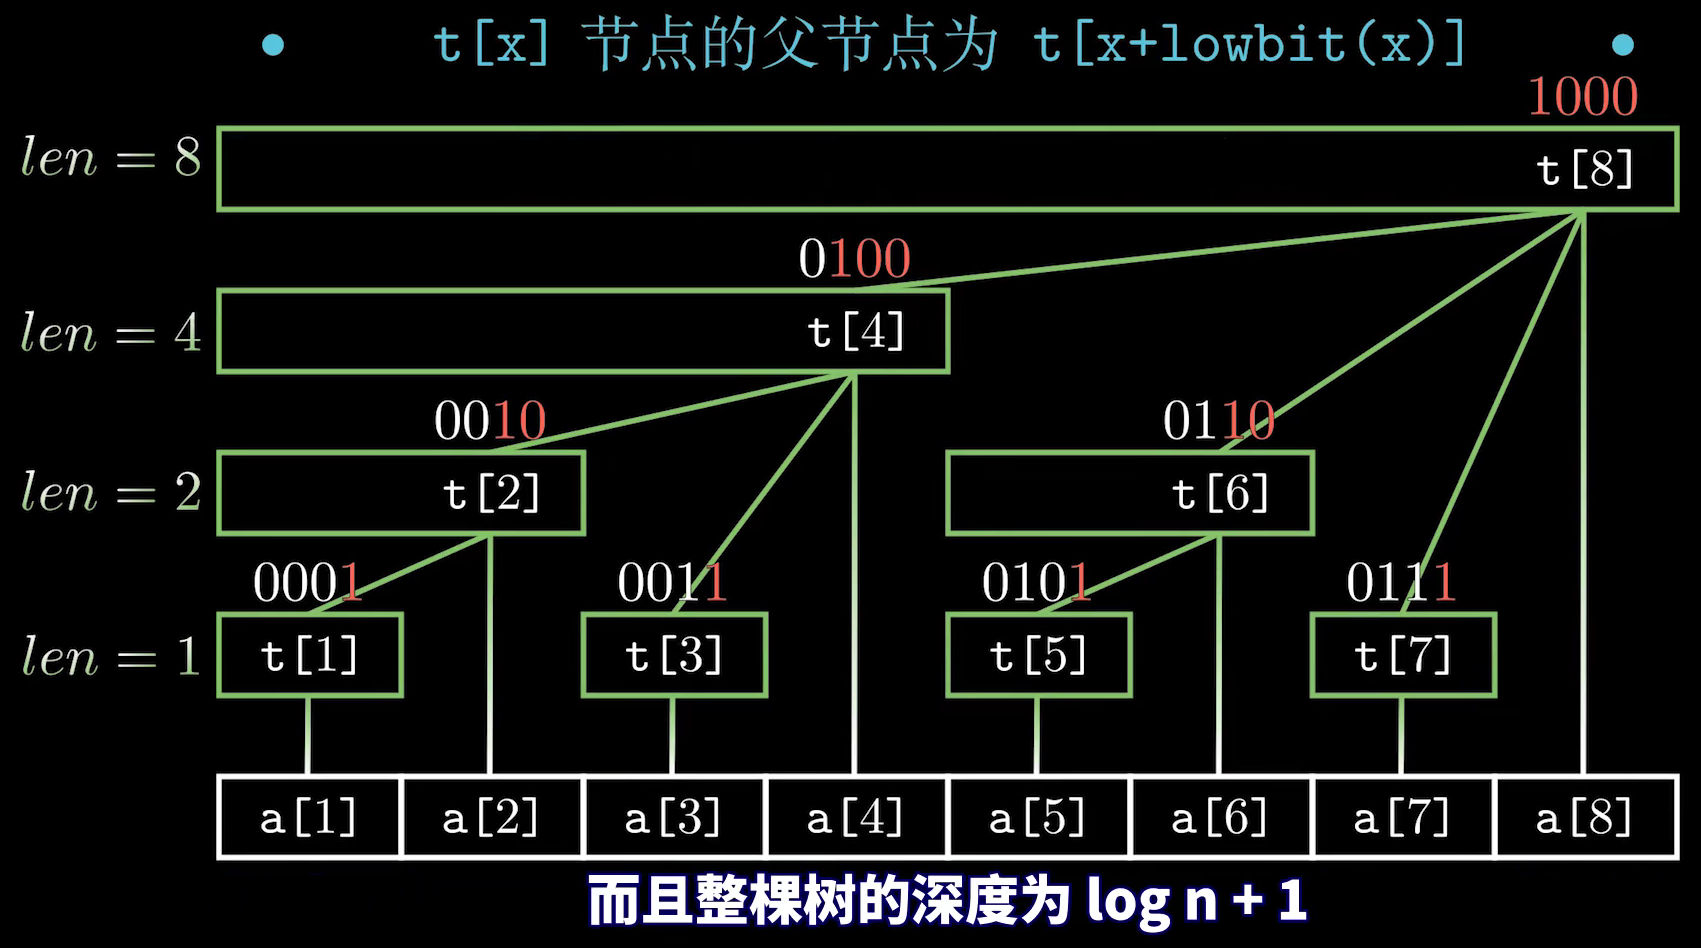 t[x] 节点的父节点为 t[x+lowbit(x)]
1000
len = 8
t[8]
0100
len = 4
t[4]
0010 0110
len = 2
t[2] t[6]
0001 0011 0101 0111
len = 1
t[1] t[3] t[5] t[7]
a[1] a[2] a[3] a[4] a[5] a[6] a[7] a[8]
而且整棵树的深度为 log n + 1